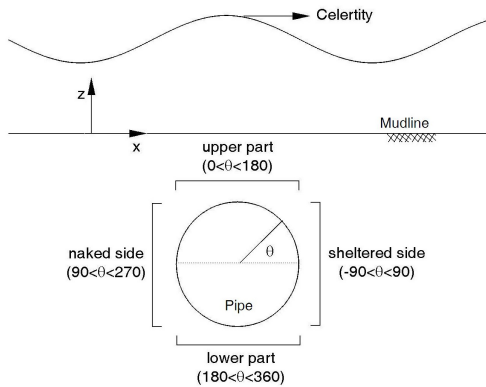 Celertity
z
Mudline
x
upper part
(0<θ<180)
naked side
(90<θ<270)
θ
sheltered side
(-90<θ<90)
Pipe
lower part
(180<θ<360)